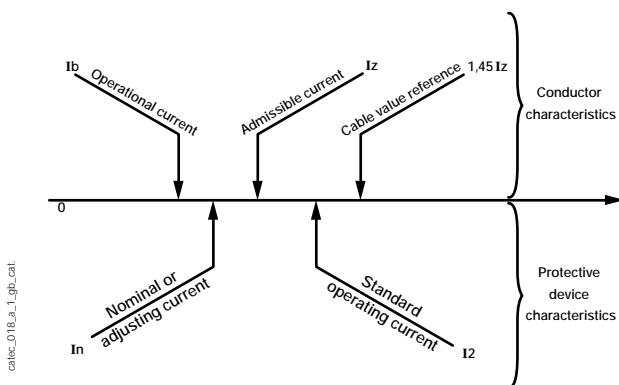 Ib
Operational current
Admissible current
Iz
Cable value reference
1,45 Iz
Conductor
characteristics
0
Nominal or
adjusting current
In
Standard
operating current
I2
Protective
device
characteristics
catec_018_a_1_gb_cat.